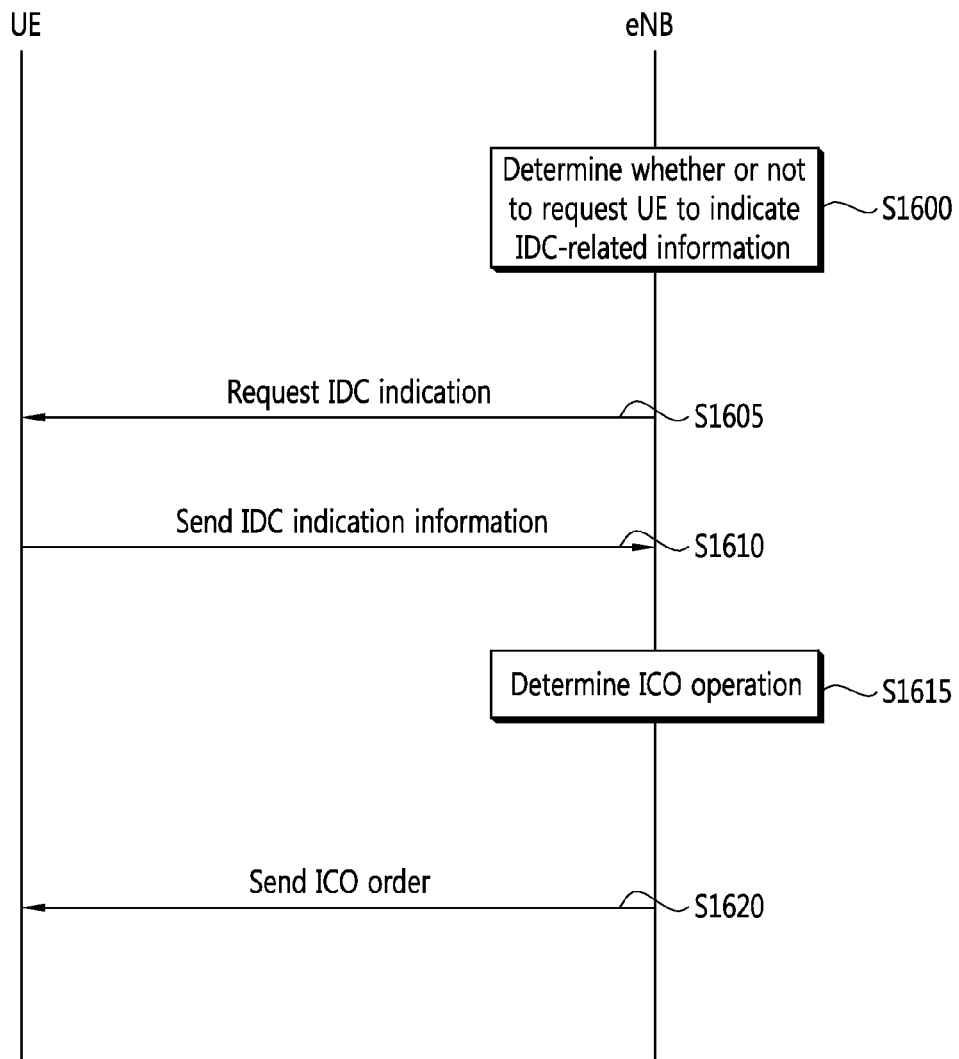 UE
eNB
Determine whether or not
to request UE to indicate
IDC-related information
S1600
Request IDC indication
S1605
Send IDC indication information
S1610
Determine ICO operation
S1615
Send ICO order
S1620